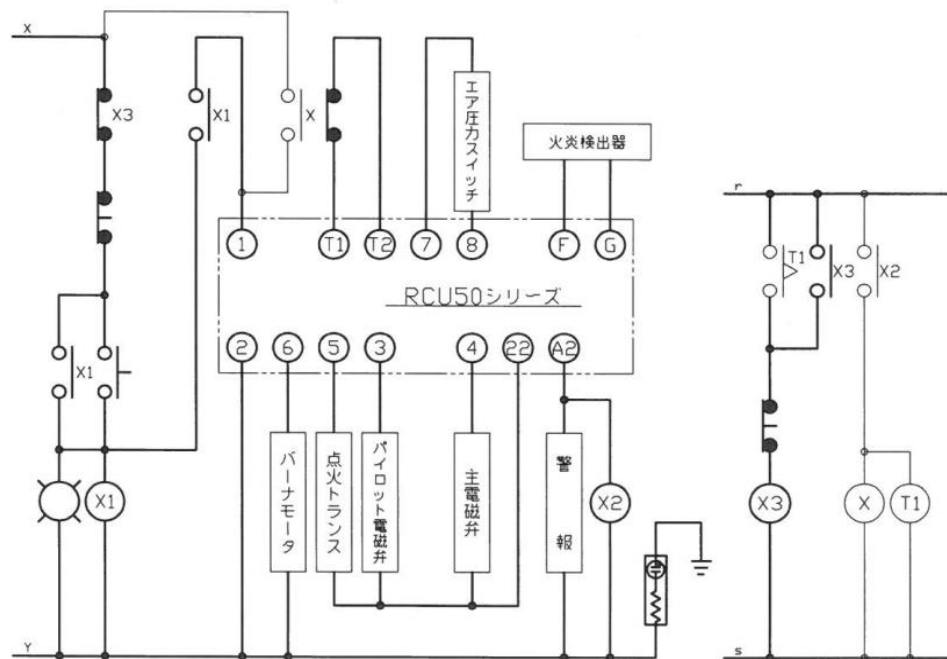 X
X3
X1
X
エア圧力スイッチ
火炎検出器
r
1
T1
T2
7
8
F
G
T1
X3
X2
RCU50シリーズ
2
6
5
3
4
22
A2
X1
バーナモータ
点火トランス
パイロット電磁弁
主電磁弁
警報
X1
X2
X3
X
T1
Y
s